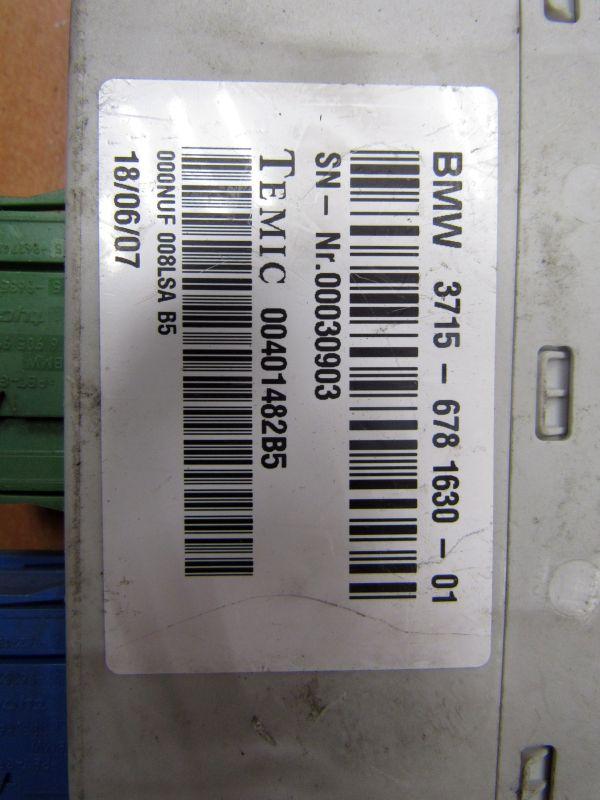 BMW 3715 - 678 1630 - 01
SN - Nr.00030903
TEMIC 00401482B5
000NUF 008LSA B5
18/06/07